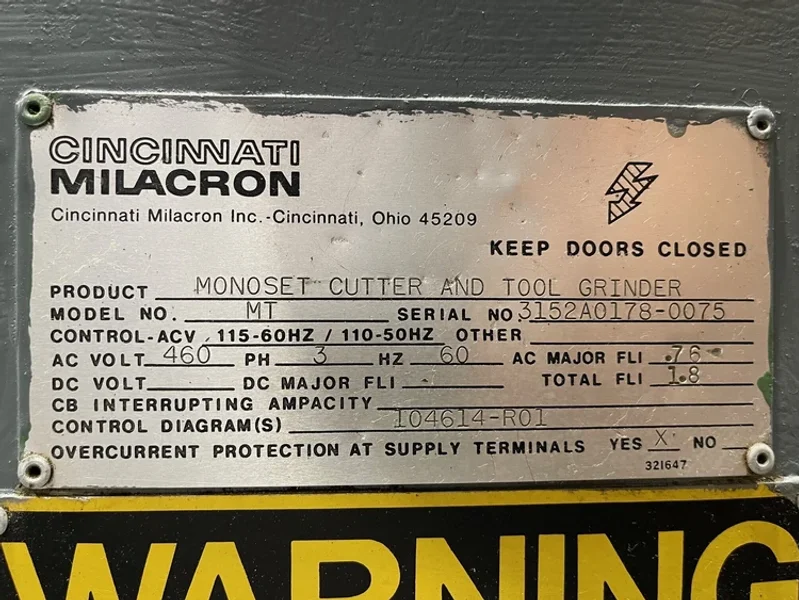 CINCINNATI
MILACRON
Cincinnati Milacron Inc.-Cincinnati, Ohio 45209
KEEP DOORS CLOSED
PRODUCT MONOSET CUTTER AND TOOL GRINDER
MODEL NO. MT SERIAL NO. 3152A0178-0075
CONTROL-ACV 115-60HZ / 110-50HZ OTHER
AC VOLT 460 PH 3 HZ 60 AC MAJOR FLI .76
DC VOLT DC MAJOR FLI TOTAL FLI 1.8
CB INTERRUPTING AMPACITY
CONTROL DIAGRAM(S) 104614-R01
OVERCURRENT PROTECTION AT SUPPLY TERMINALS YES X NO
321647
WARNING